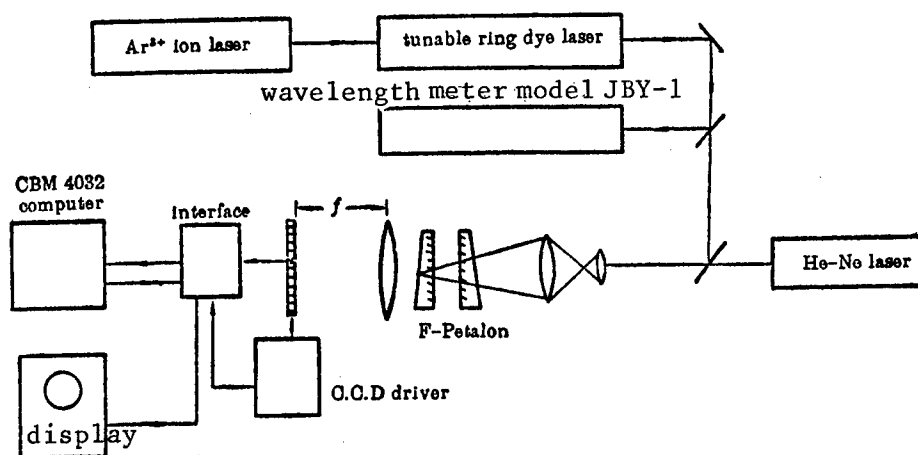 Ar³⁺ ion laser
tunable ring dye laser
wavelength meter model JBY-1
CBM 4032
computer
interface
f
He-Ne laser
F-Petalon
C.C.D driver
display